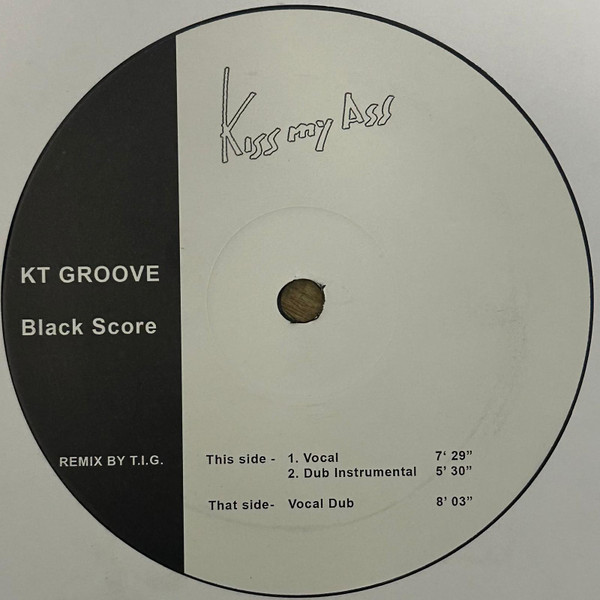 Kiss my Ass
KT GROOVE
Black Score
REMIX BY T.I.G.
This side - 1. Vocal 7‘ 29”
2. Dub Instrumental 5’ 30”
That side- Vocal Dub 8’ 03”